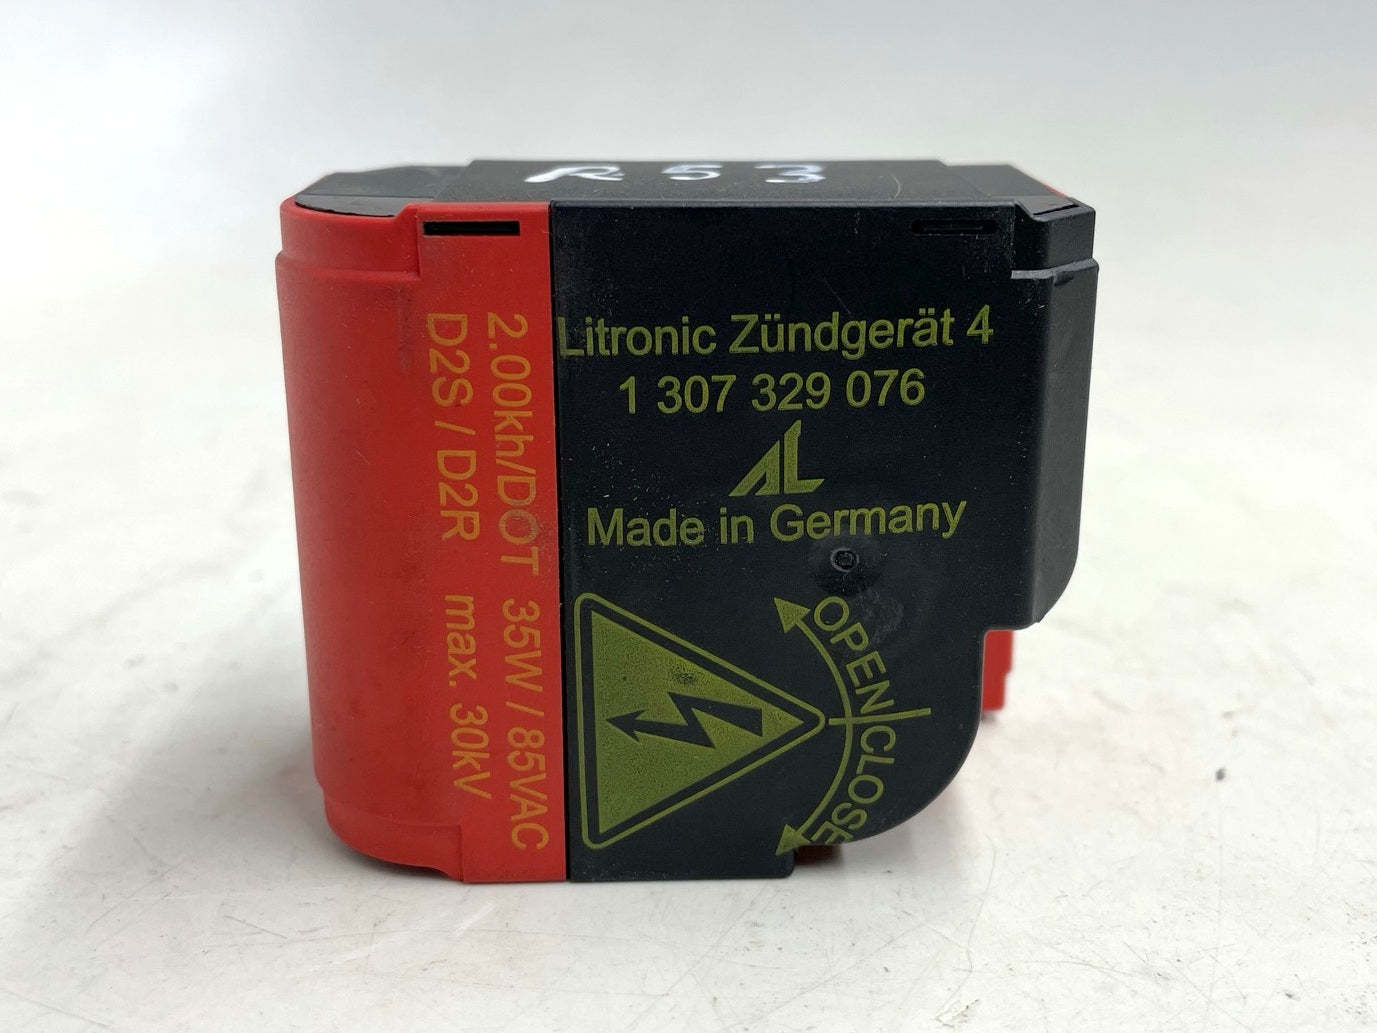 R53
Litronic Zündgerät 4
1 307 329 076
AL
Made in Germany
OPEN CLOSE
2.00kh/DOT 35W / 85VAC
D2S / D2R max. 30kV